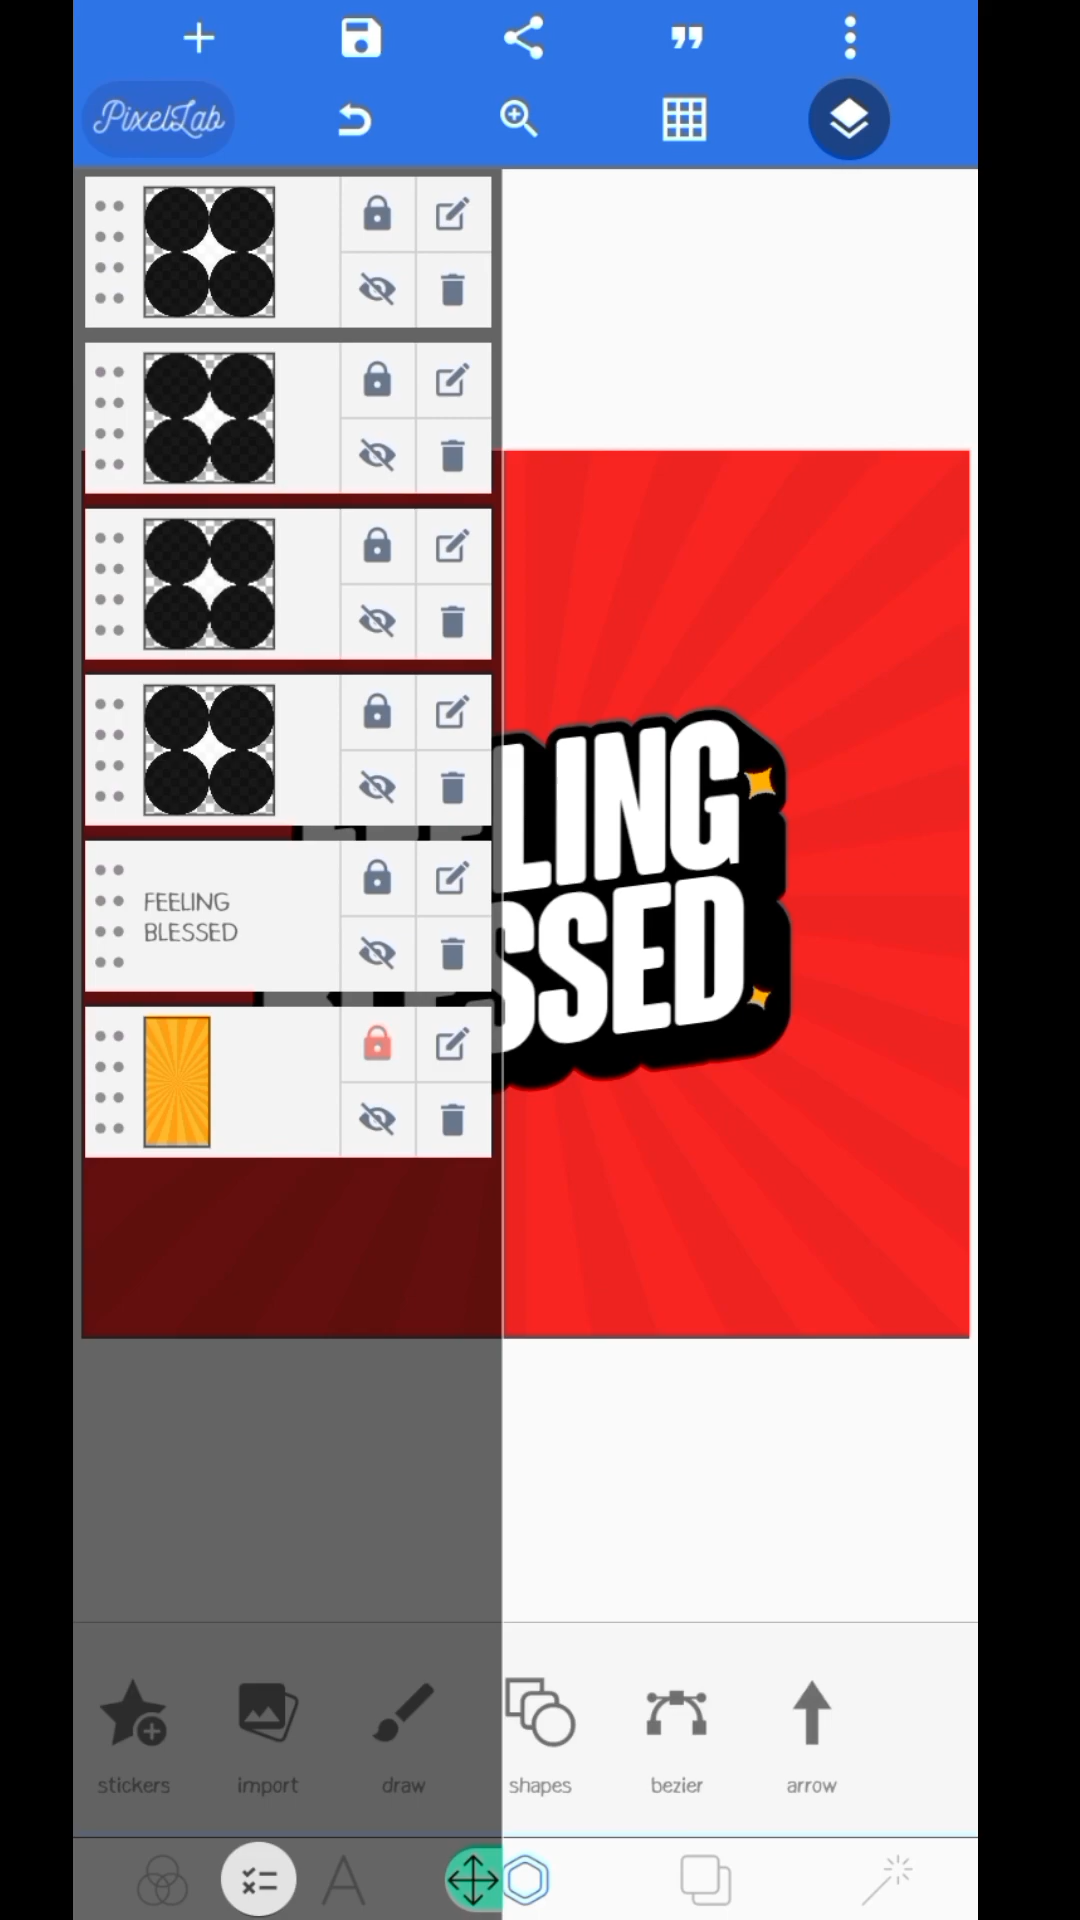 PixelLab
FEELING
BLESSED
LING
SSED
stickers
import
draw
shapes
bezier
arrow